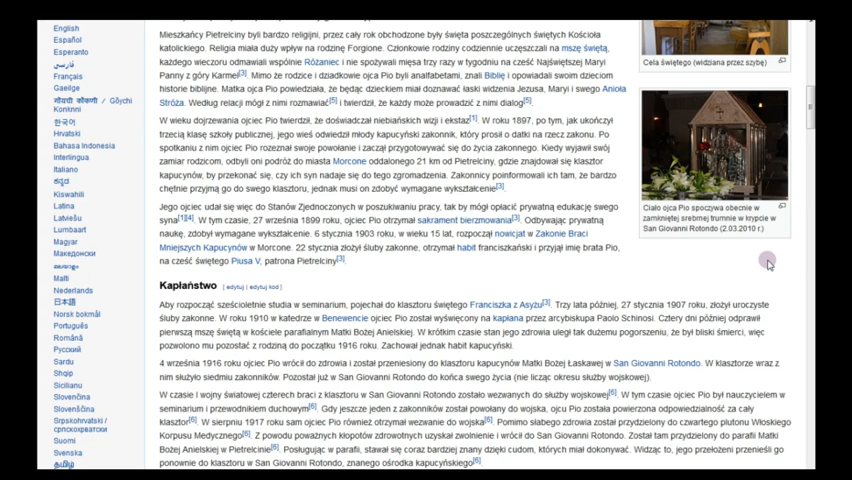 English
Español
Esperanto
فارسی
Français
Gaeilge
गोंयची कोंकणी / Gõychi
Konknni
한국어
Hrvatski
Bahasa Indonesia
Interlingua
Italiano
ಕನ್ನಡ
Kiswahili
Latina
Latviešu
Lumbaart
Magyar
Македонски
മലയാളം
Malti
Nederlands
日本語
Norsk bokmål
Português
Română
Русский
Sardu
Shqip
Sicilianu
Slovenčina
Slovenščina
Srpskohrvatski /
српскохрватски
Suomi
Svenska
தமிழ்
Mieszkańcy Pietrelciny byli bardzo religijni, przez cały rok obchodzone były święta poszczególnych świętych Kościoła
katolickiego. Religia miała duży wpływ na rodzinę Forgione. Członkowie rodziny codziennie uczęszczali na mszę świętą,
każdego wieczoru odmawiali wspólnie Różaniec i nie spożywali mięsa trzy razy w tygodniu na cześć Najświętszej Maryi
Panny z góry Karmel[3]. Mimo że rodzice i dziadkowie ojca Pio byli analfabetami, znali Biblię i opowiadali swoim dzieciom
historie biblijne. Matka ojca Pio powiedziała, że będąc dzieckiem miał doznawać łaski widzenia Jezusa, Maryi i swego Anioła
Stróża. Według relacji mógł z nimi rozmawiać[5] i twierdził, że każdy może prowadzić z nimi dialog[5].
W wieku dojrzewania ojciec Pio twierdził, że doświadczał niebiańskich wizji i ekstaz[1]. W roku 1897, po tym, jak ukończył
trzecią klasę szkoły publicznej, jego wieś odwiedził młody kapucyński zakonnik, który prosił o datki na rzecz zakonu. Po
spotkaniu z nim ojciec Pio rozeznał swoje powołanie i zaczął przygotowywać się do życia zakonnego. Kiedy wyjawił swój
zamiar rodzicom, odbyli oni podróż do miasta Morcone oddalonego 21 km od Pietrelciny, gdzie znajdował się klasztor
kapucynów, by przekonać się, czy ich syn nadaje się do tego zgromadzenia. Zakonnicy poinformowali ich tam, że bardzo
chętnie przyjmą go do swego klasztoru, jednak musi on zdobyć wymagane wykształcenie[3].
Jego ojciec udał się więc do Stanów Zjednoczonych w poszukiwaniu pracy, tak by mógł opłacić prywatną edukację swego
syna[1][4]. W tym czasie, 27 września 1899 roku, ojciec Pio otrzymał sakrament bierzmowania[3]. Odbywając prywatną
naukę, zdobył wymagane wykształcenie. 6 stycznia 1903 roku, w wieku 15 lat, rozpoczął nowicjat w Zakonie Braci
Mniejszych Kapucynów w Morcone. 22 stycznia złożył śluby zakonne, otrzymał habit franciszkański i przyjął imię brata Pio,
na cześć świętego Piusa V, patrona Pietrelciny[3].
Kapłaństwo [ edytuj | edytuj kod ]
Aby rozpocząć sześcioletnie studia w seminarium, pojechał do klasztoru świętego Franciszka z Asyżu[3]. Trzy lata później, 27 stycznia 1907 roku, złożył uroczyste
śluby zakonne. W roku 1910 w katedrze w Benewencie ojciec Pio został wyświęcony na kapłana przez arcybiskupa Paolo Schinosi. Cztery dni później odprawił
pierwszą mszę świętą w kościele parafialnym Matki Bożej Anielskiej. W krótkim czasie stan jego zdrowia uległ tak dużemu pogorszeniu, że był bliski śmierci, więc
pozwolono mu pozostać z rodziną do początku 1916 roku. Zachował jednak habit kapucyński.
4 września 1916 roku ojciec Pio wrócił do zdrowia i został przeniesiony do klasztoru kapucynów Matki Bożej Łaskawej w San Giovanni Rotondo. W klasztorze wraz z
nim służyło siedmiu zakonników. Pozostał już w San Giovanni Rotondo do końca swego życia (nie licząc okresu służby wojskowej).
W czasie I wojny światowej czterech braci z klasztoru w San Giovanni Rotondo zostało wezwanych do służby wojskowej[6]. W tym czasie ojciec Pio był nauczycielem w
seminarium i przewodnikiem duchowym[6]. Gdy jeszcze jeden z zakonników został powołany do wojska, ojcu Pio została powierzona odpowiedzialność za cały
klasztor[6]. W sierpniu 1917 roku sam ojciec Pio również otrzymał wezwanie do wojska[6]. Pomimo słabego zdrowia został przydzielony do czwartego plutonu Włoskiego
Korpusu Medycznego[6]. Z powodu poważnych kłopotów zdrowotnych uzyskał zwolnienie i wrócił do San Giovanni Rotondo. Został tam przydzielony do parafii Matki
Bożej Anielskiej w Pietrelcinie[6]. Posługując w parafii, stawał się coraz bardziej znany dzięki cudom, których miał dokonywać. Widząc to, jego przełożeni przenieśli go
ponownie do klasztoru w San Giovanni Rotondo, znanego ośrodka kapucyńskiego[6].
Cela świętego (widziana przez szybę)
Ciało ojca Pio spoczywa obecnie w
zamkniętej srebrnej trumnie w krypcie w
San Giovanni Rotondo (2.03.2010 r.)